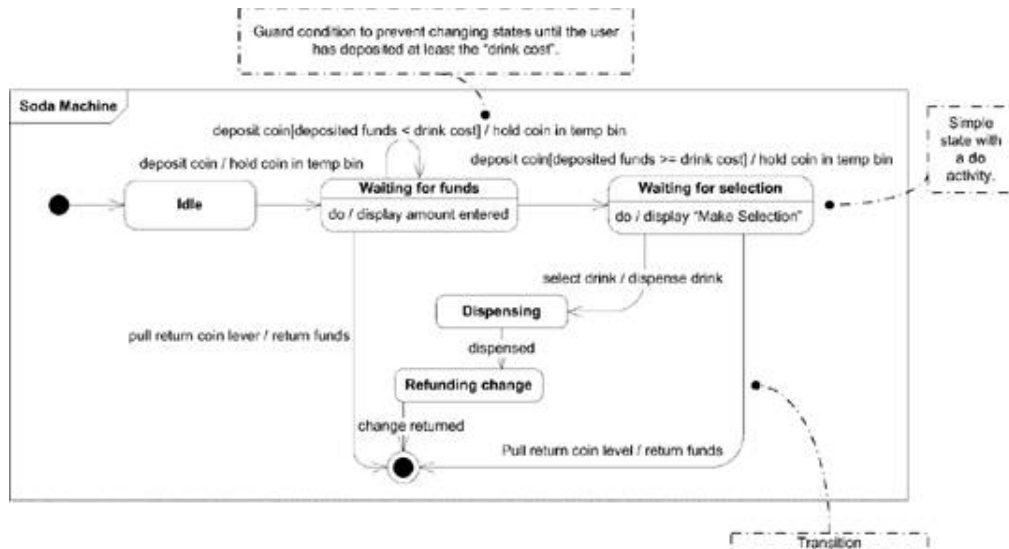 Guard condition to prevent changing states until the user
has deposited at least the “drink cost”.
Soda Machine
Simple
state with
a do
activity.
deposit coin[deposited funds < drink cost] / hold coin in temp bin
deposit coin / hold coin in temp bin
deposit coin[deposited funds >= drink cost] / hold coin in temp bin
Idle
Waiting for funds
do / display amount entered
Waiting for selection
do / display “Make Selection”
select drink / dispense drink
Dispensing
pull return coin lever / return funds
dispensed
Refunding change
change returned
Pull return coin level / return funds
Transition